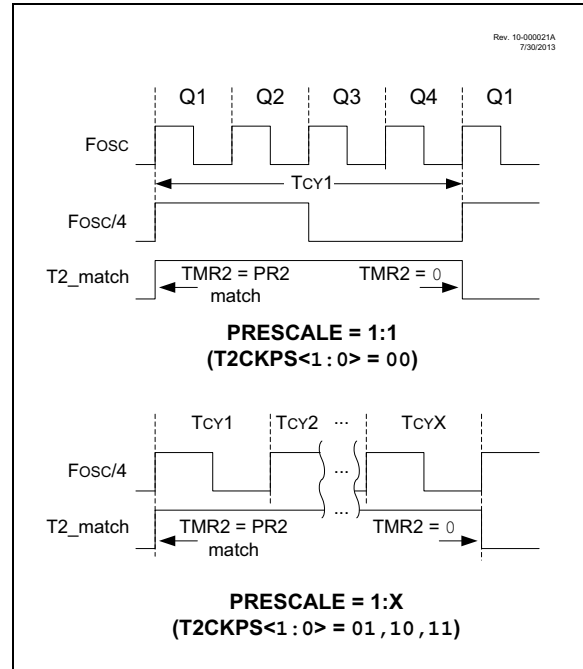 Rev. 10-000021A
7/30/2013
Q1 Q2 Q3 Q4 Q1
Fosc
TCY1
Fosc/4
T2_match TMR2 = PR2 TMR2 = 0
match
PRESCALE = 1:1
(T2CKPS<1:0> = 00)
TCY1 TCY2 ... TCYX
Fosc/4 ...
...
T2_match TMR2 = PR2 TMR2 = 0
match
PRESCALE = 1:X
(T2CKPS<1:0> = 01,10,11)